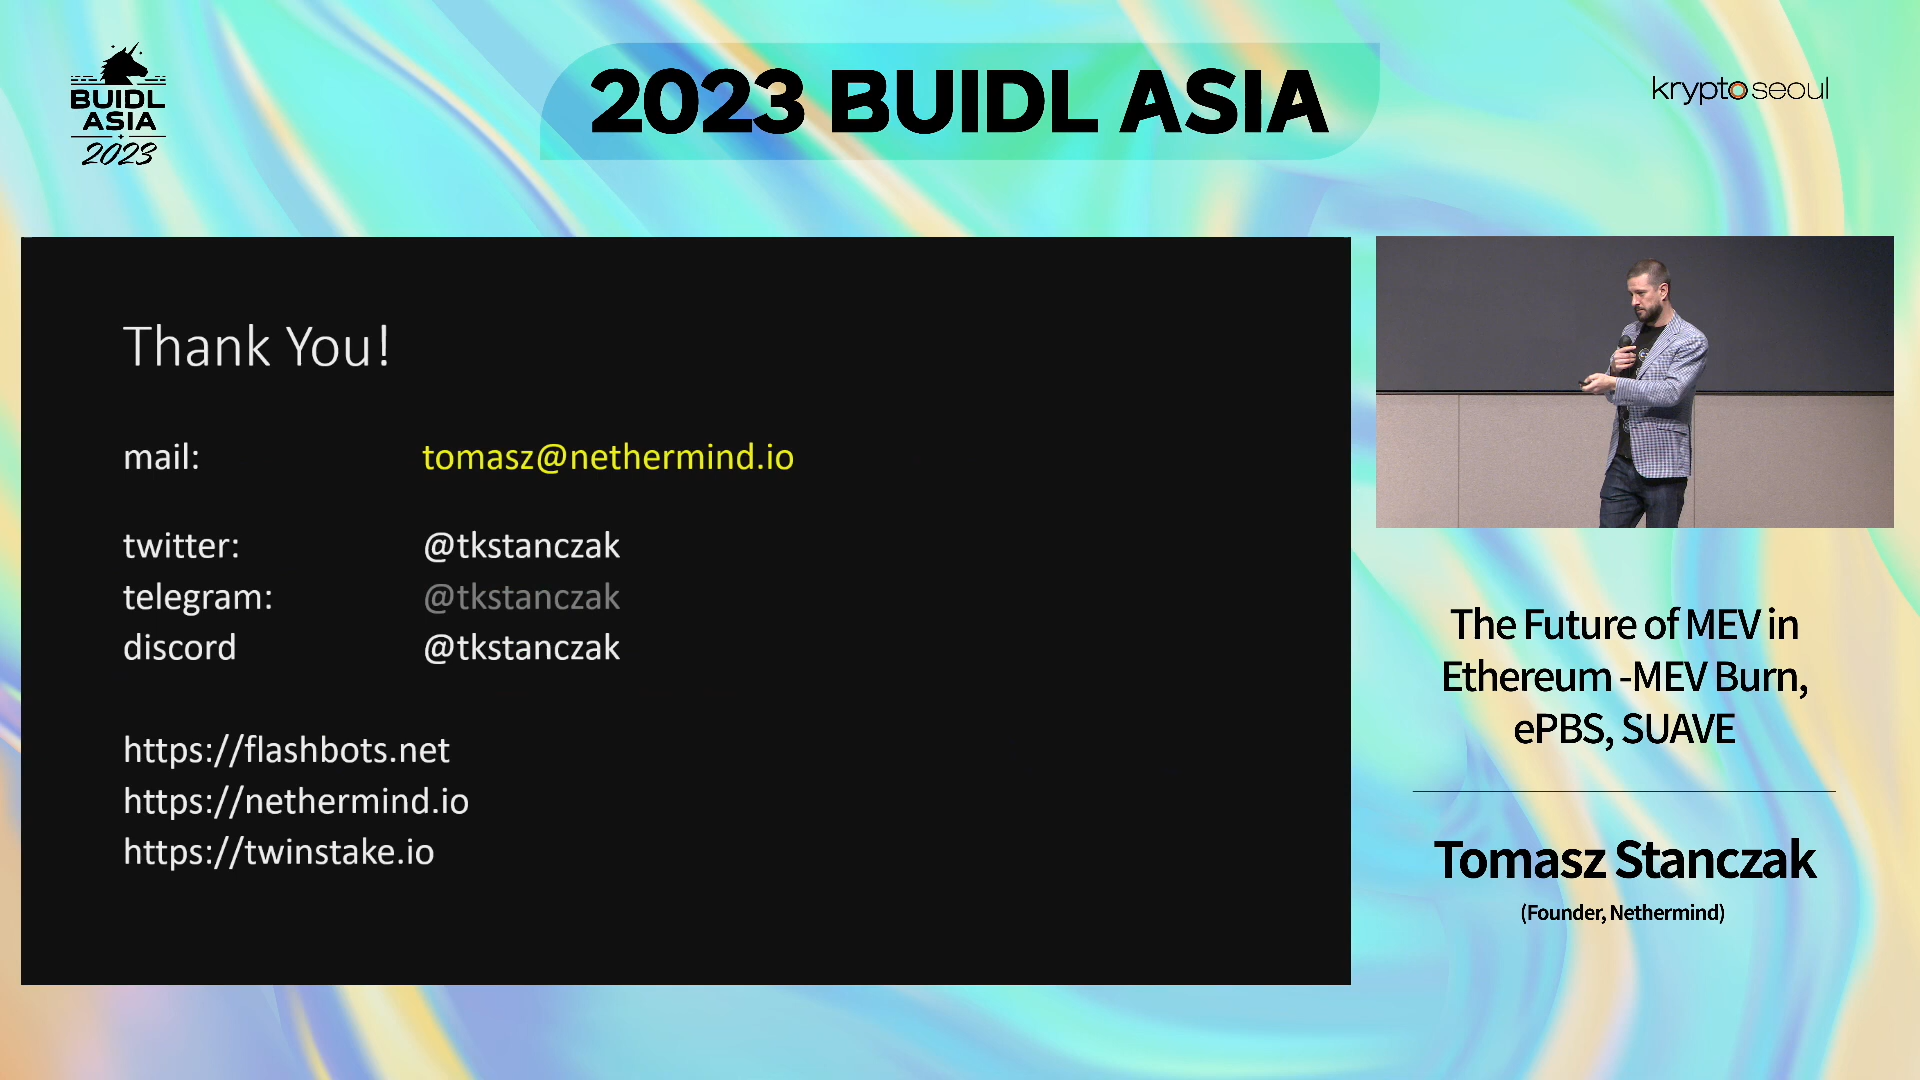 BUIDL
ASIA
2023
2023 BUIDL ASIA
kryptoseoul
Thank You!
mail: tomasz@nethermind.io
twitter: @tkstanczak
telegram: @tkstanczak
discord @tkstanczak
https://flashbots.net
https://nethermind.io
https://twinstake.io
The Future of MEV in
Ethereum -MEV Burn,
ePBS, SUAVE
Tomasz Stanczak
(Founder, Nethermind)